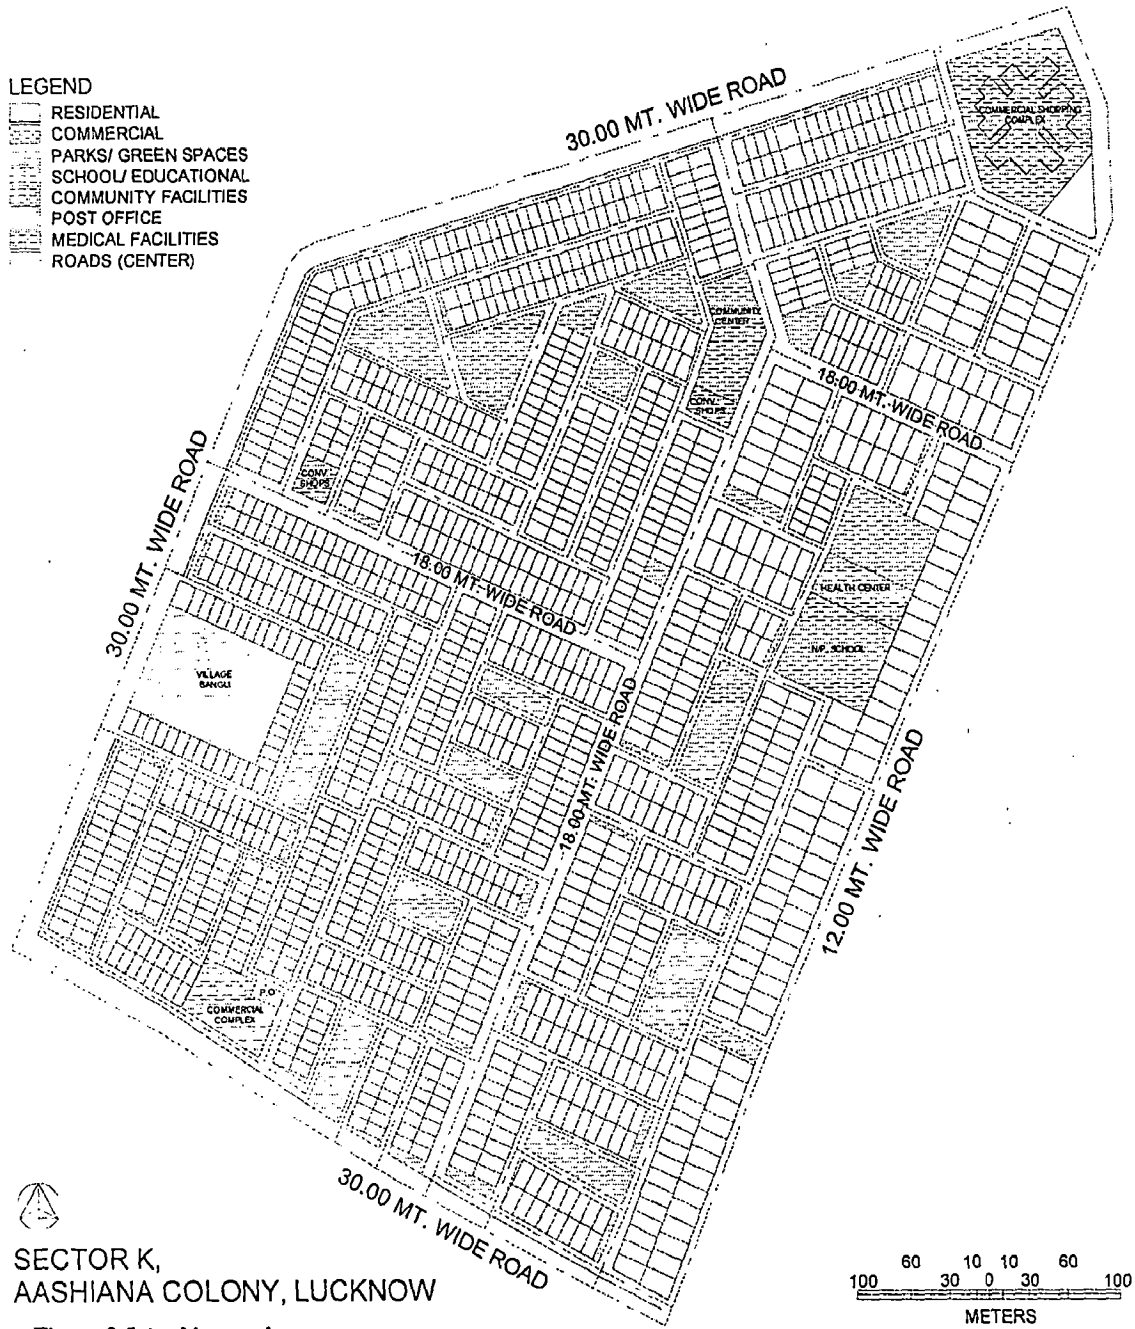 LEGEND
RESIDENTIAL
COMMERCIAL
PARKS/ GREEN SPACES
SCHOOL/ EDUCATIONAL
COMMUNITY FACILITIES
POST OFFICE
MEDICAL FACILITIES
ROADS (CENTER)
30.00 MT. WIDE ROAD
COMMERCIAL SHOPPING
COMPLEX
COMMUNITY
CENTER
CONV.
SHOPS
18.00 MT. WIDE ROAD
CONV.
SHOPS
30.00 MT. WIDE ROAD
18.00 MT. WIDE ROAD
HEALTH CENTER
N/P. SCHOOL
VILLAGE
BANGLI
18.00 MT. WIDE ROAD
12.00 MT. WIDE ROAD
P.O
COMMERCIAL
COMPLEX
30.00 MT. WIDE ROAD
SECTOR K,
AASHIANA COLONY, LUCKNOW
60 10 10 60
100 30 0 30 100
METERS